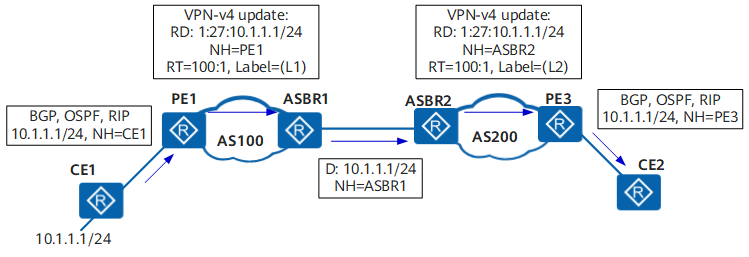 VPN-v4 update:
RD: 1:27:10.1.1.1/24
NH=PE1
RT=100:1, Label=(L1)
VPN-v4 update:
RD: 1:27:10.1.1.1/24
NH=ASBR2
RT=100:1, Label=(L2)
BGP, OSPF, RIP
10.1.1.1/24, NH=CE1
PE1
ASBR1
ASBR2
PE3
BGP, OSPF, RIP
10.1.1.1/24, NH=PE3
R
R
R
R
AS100
AS200
D: 10.1.1.1/24
NH=ASBR1
CE1
CE2
R
R
10.1.1.1/24